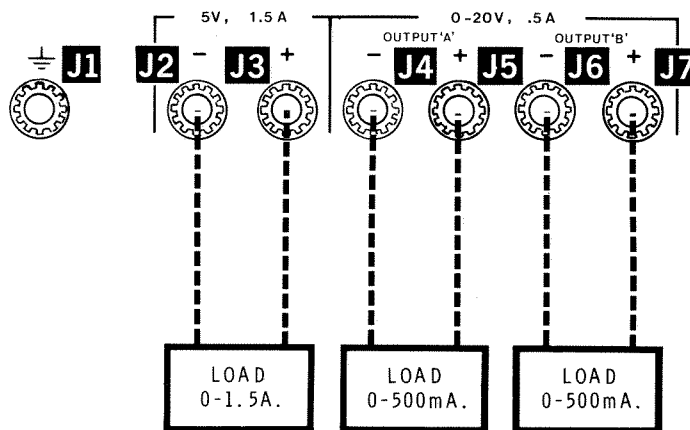 5V, 1.5A 0-20V, .5A
OUTPUT'A' OUTPUT'B'
J1 J2 - J3 + J4 - + J5 - J6 + J7
LOAD
0-1.5A.
LOAD
0-500mA.
LOAD
0-500mA.